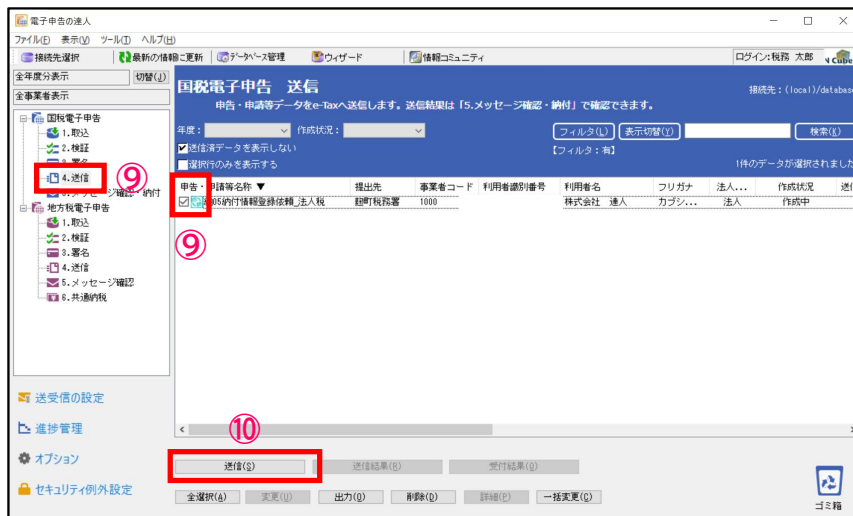 電子申告の達人
ファイル(F) 表示(V) ツール(T) ヘルプ(H)
接続先選択 最新の情報に更新 データベース管理 ウィザード 情報コミュニティ ログイン:税務 太郎
全年度分表示 切替(J)
全事業者表示
国税電子申告
1.取込
2.検証
4.送信
地方税電子申告
1.取込
2.検証
3.署名
4.送信
5.メッセージ確認
6.共通納税
⑨
送受信の設定
進捗管理
オプション
セキュリティ例外設定
国税電子申告 送信
接続先：(local)/database
申告・申請等データをe-Taxへ送信します。送信結果は「5.メッセージ確認・納付」で確認できます。
年度： 作成状況： フィルタ(L) 表示切替(Y) 検索(K)
送信済データを表示しない 【フィルタ：有】
選択行のみを表示する 1件のデータが選択されました
申告・申請等名称 ▼ 提出先 事業者コード 利用者識別番号 利用者名 フリガナ 法人... 作成状況
05納付情報登録依頼_法人税 麹町税務署 1000 株式会社 達人 カブシ... 法人 作成中
⑨
⑩
送信(S) 送信結果(R) 受付結果(Q)
全選択(A) 変更(U) 出力(O) 削除(D) 詳細(P) 一括変更(C)
ゴミ箱